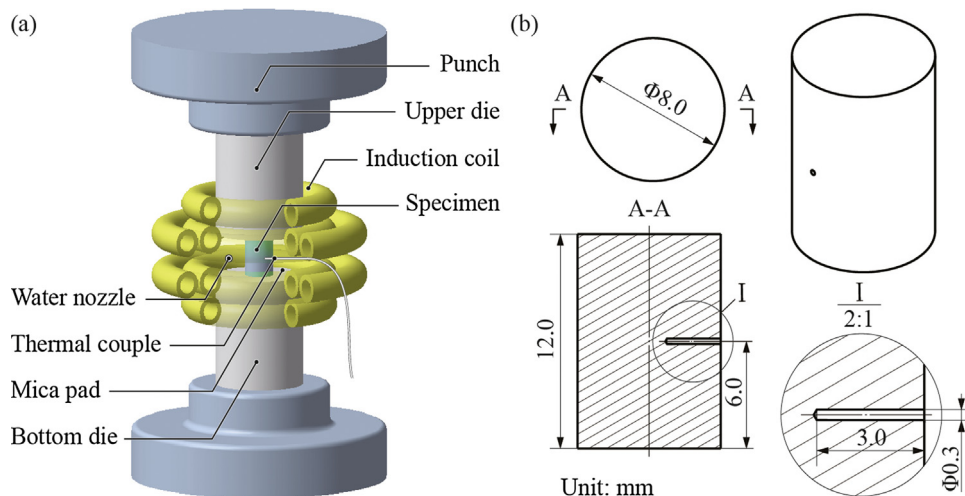 (a)
Punch
Upper die
Induction coil
Specimen
Water nozzle
Thermal couple
Mica pad
Bottom die
(b)
A
A
Φ8.0
A-A
I
12.0
6.0
I
2:1
3.0
Φ0.3
Unit: mm